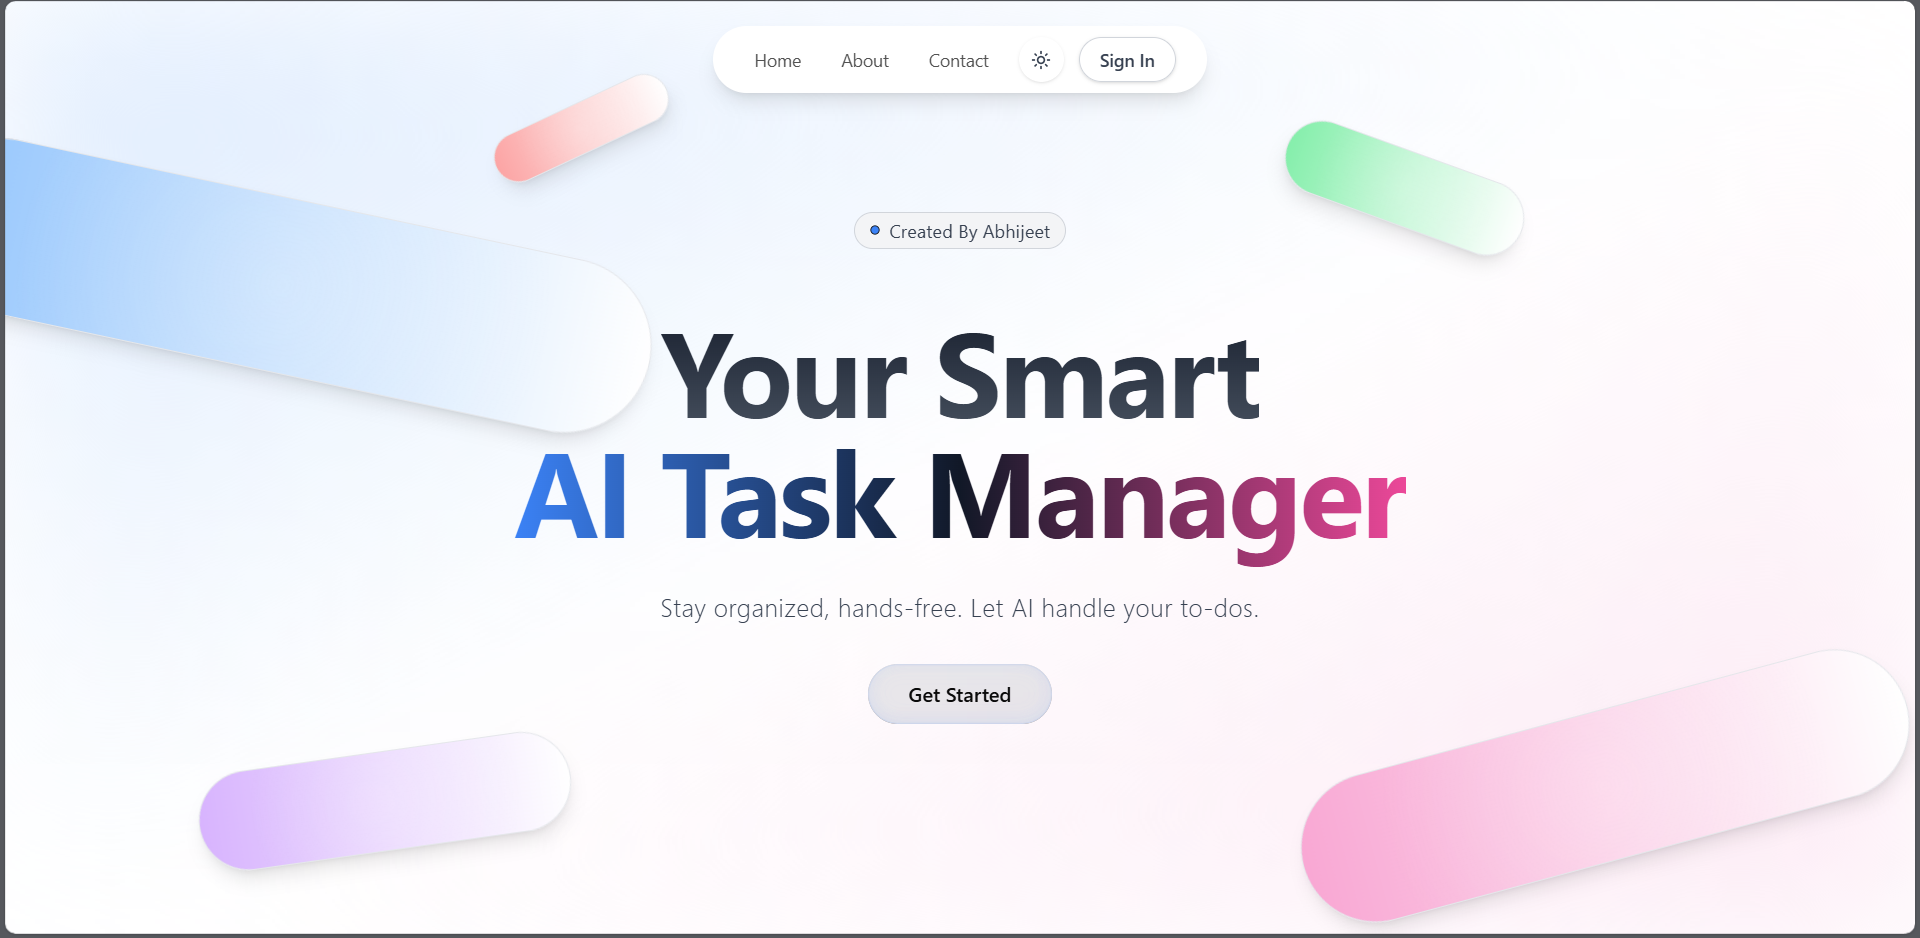 Home About Contact Sign In
Created By Abhijeet
Your Smart
AI Task Manager
Stay organized, hands-free. Let AI handle your to-dos.
Get Started